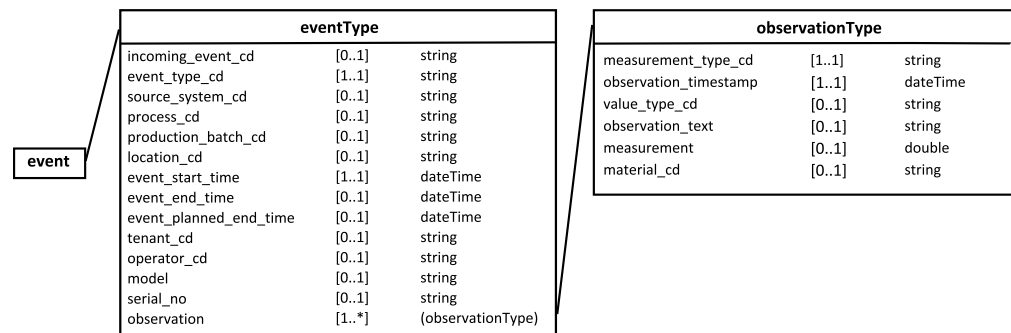 event
eventType
incoming_event_cd [0..1] string
event_type_cd [1..1] string
source_system_cd [0..1] string
process_cd [0..1] string
production_batch_cd [0..1] string
location_cd [0..1] string
event_start_time [1..1] dateTime
event_end_time [0..1] dateTime
event_planned_end_time [0..1] dateTime
tenant_cd [0..1] string
operator_cd [0..1] string
model [0..1] string
serial_no [0..1] string
observation [1..*] (observationType)
observationType
measurement_type_cd [1..1] string
observation_timestamp [1..1] dateTime
value_type_cd [0..1] string
observation_text [0..1] string
measurement [0..1] double
material_cd [0..1] string